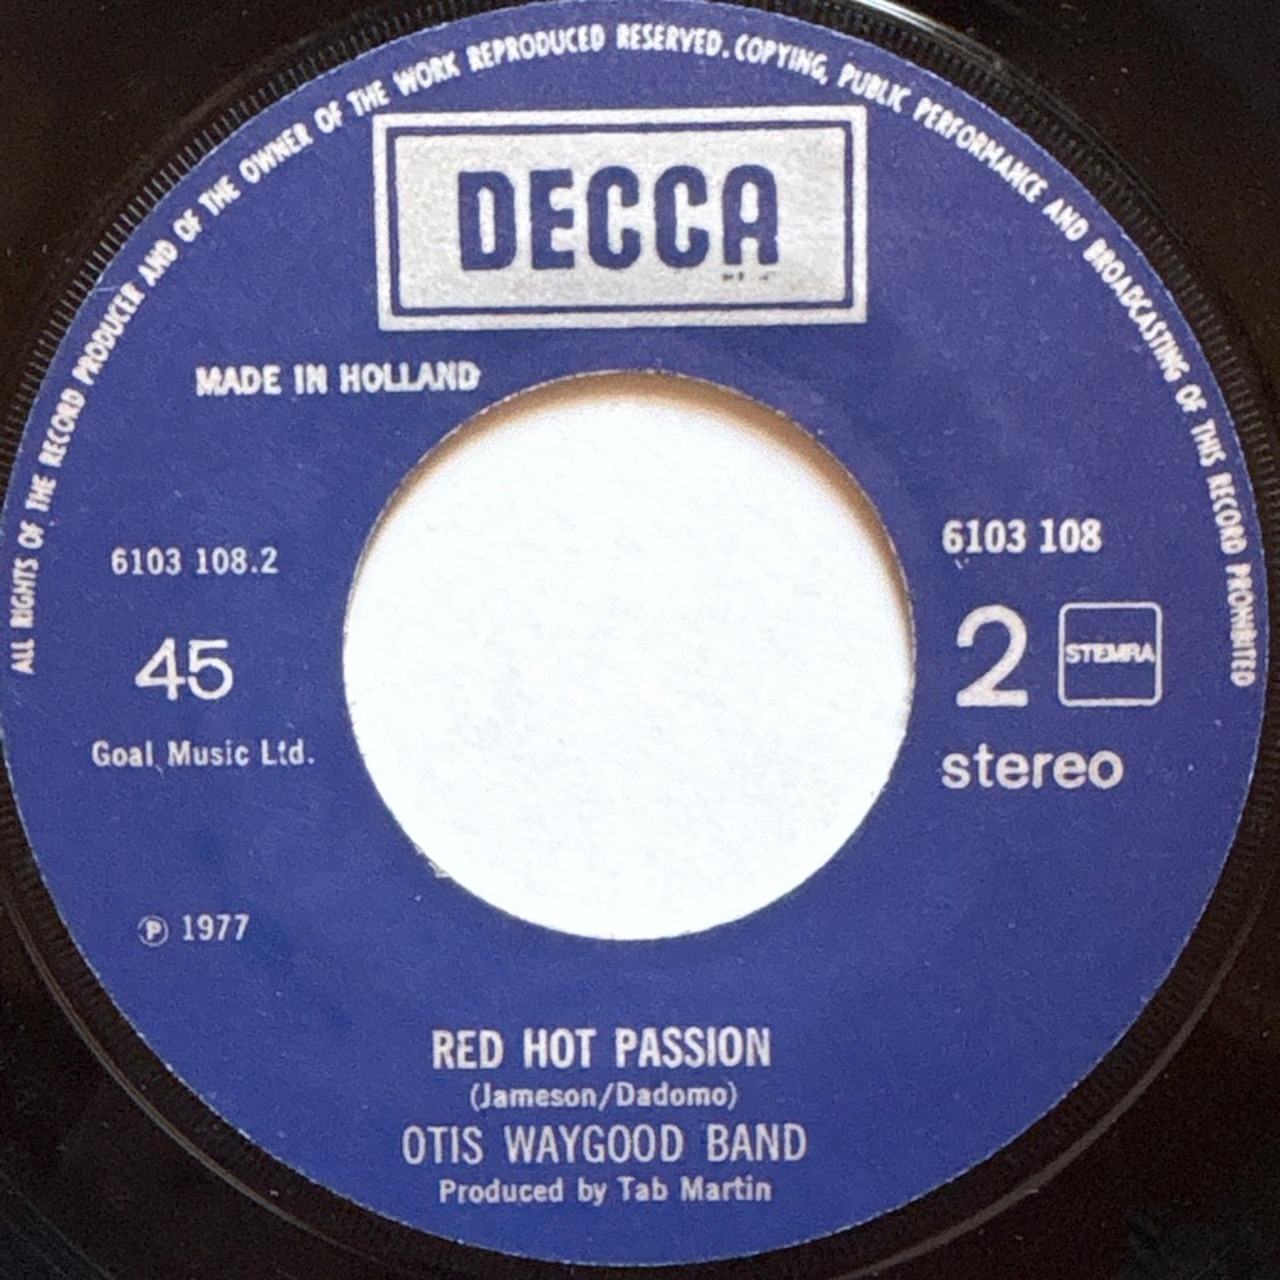 ALL RIGHTS OF THE RECORD PRODUCER AND OF THE OWNER OF THE WORK REPRODUCED RESERVED. COPYING, PUBLIC PERFORMANCE AND BROADCASTING OF THIS RECORD PROHIBITED
DECCA
MADE IN HOLLAND
6103 108.2
6103 108
45
2
STEMRA
Goal Music Ltd.
stereo
℗ 1977
RED HOT PASSION
(Jameson/Dadomo)
OTIS WAYGOOD BAND
Produced by Tab Martin